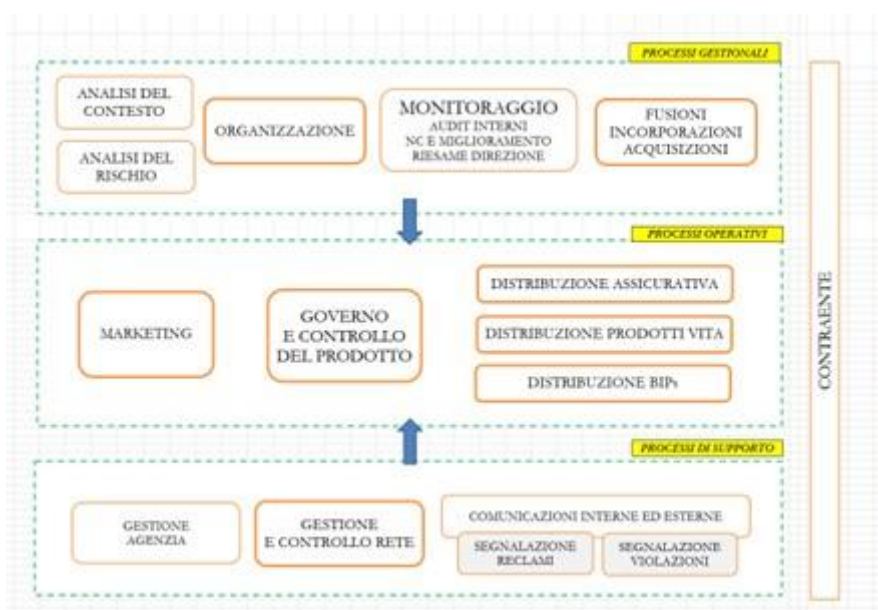 PROCESSI GESTIONALI
ANALISI DEL
CONTESTO
ANALISI DEL
RISCHIO
ORGANIZZAZIONE
MONITORAGGIO
AUDIT INTERNI
NC E MIGLIORAMENTO
RIESAME DIREZIONE
FUSIONI
INCORPORAZIONI
ACQUISIZIONI
PROCESSI OPERATIVI
MARKETING
GOVERNO
E CONTROLLO
DEL PRODOTTO
DISTRIBUZIONE ASSICURATIVA
DISTRIBUZIONE PRODOTTI VITA
DISTRIBUZIONE BIPs
PROCESSI DI SUPPORTO
GESTIONE
AGENZIA
GESTIONE
E CONTROLLO RETE
COMUNICAZIONI INTERNE ED ESTERNE
SEGNALAZIONE
RECLAMI
SEGNALAZIONE
VIOLAZIONI
CONTRAENTE